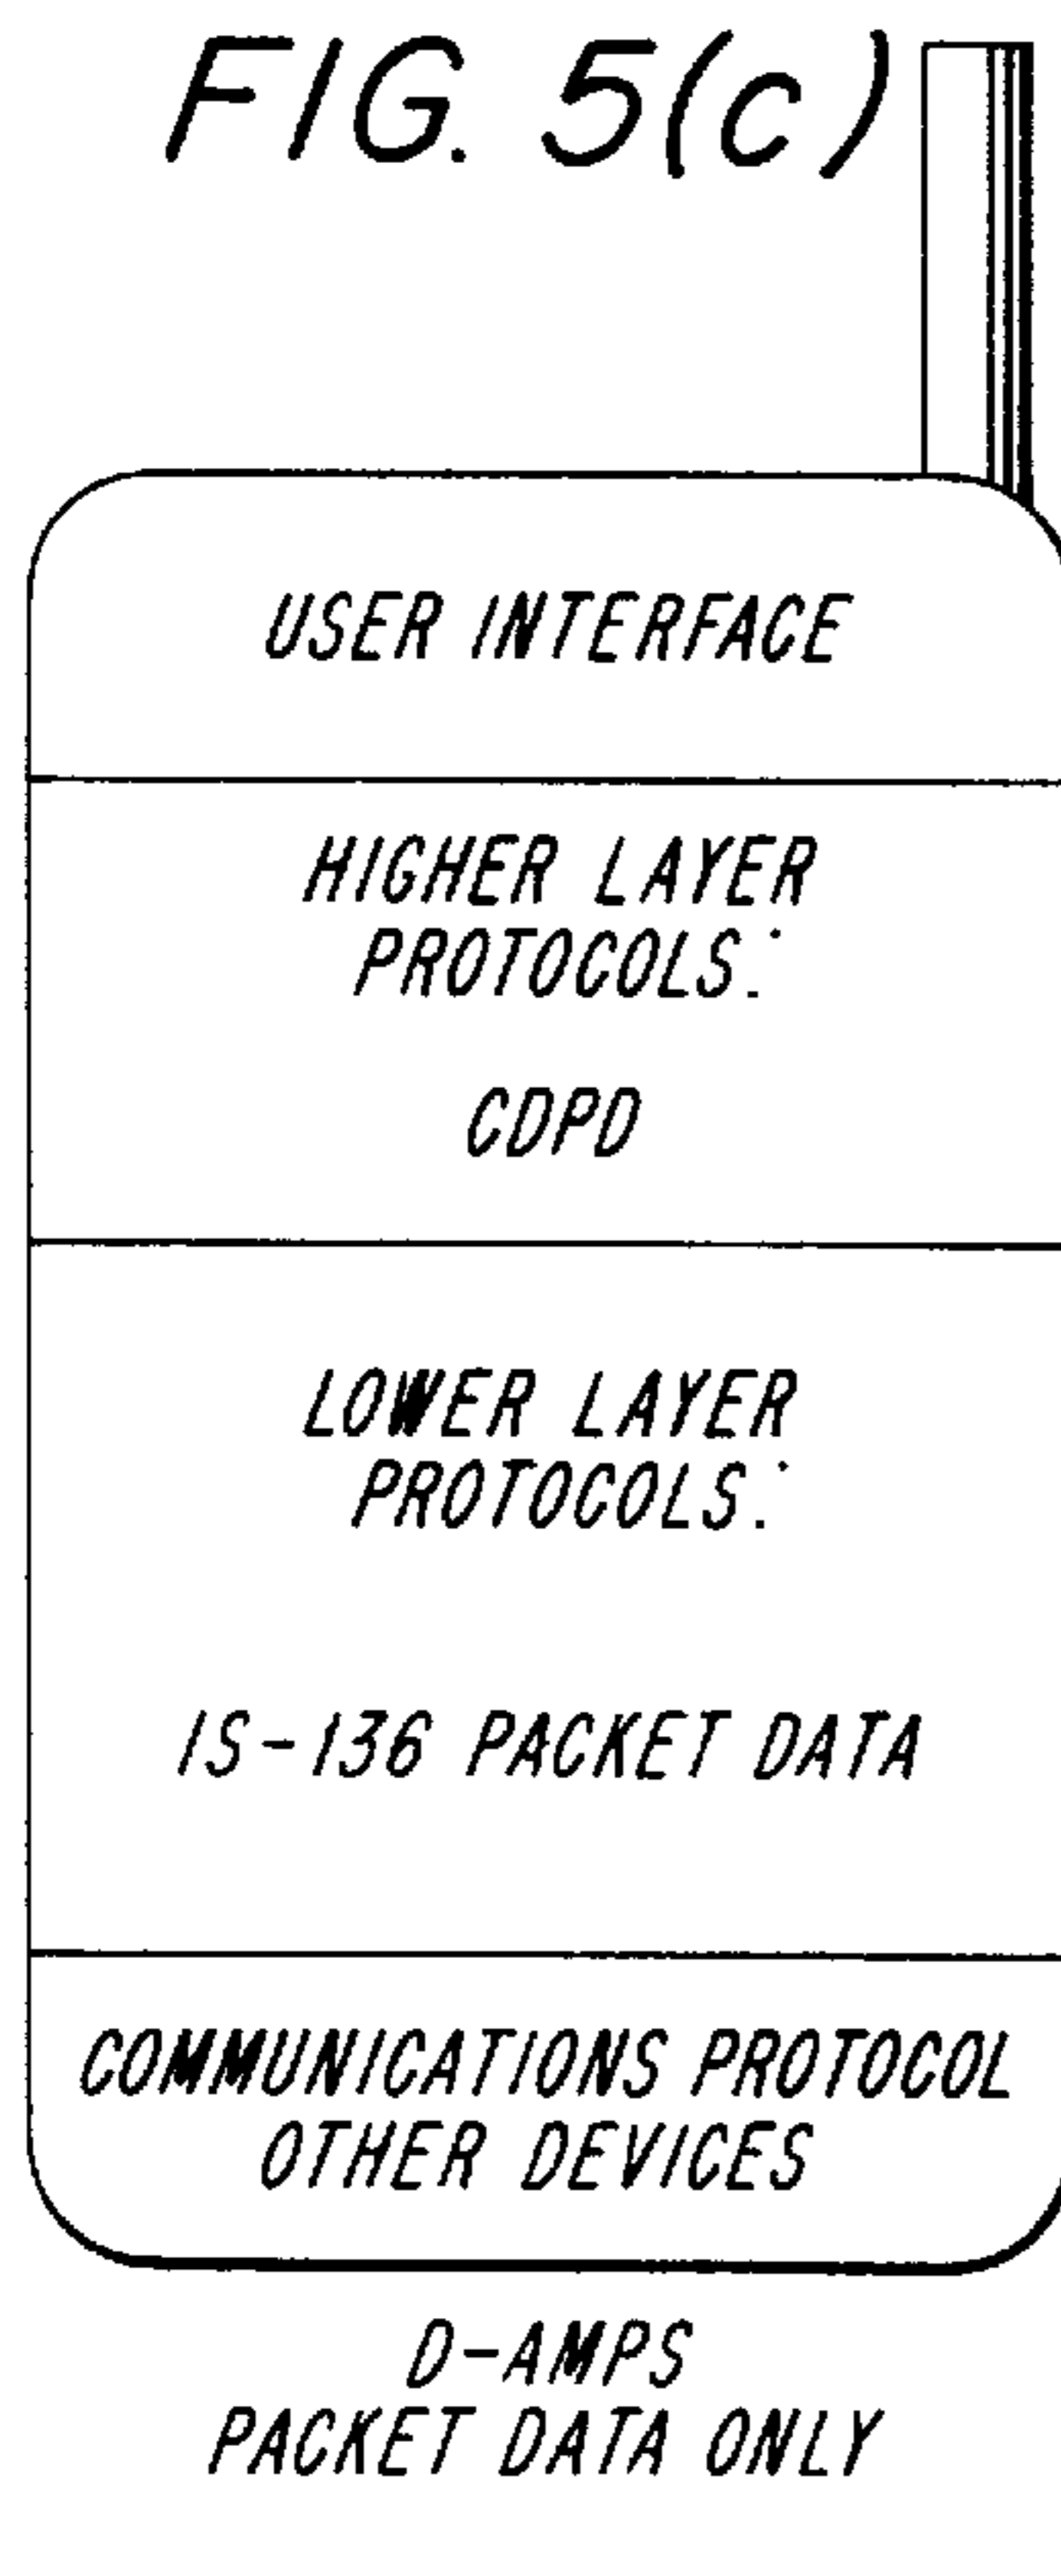 FIG. 5(c)
USER INTERFACE
HIGHER LAYER
PROTOCOLS:
CDPD
LOWER LAYER
PROTOCOLS:
IS-136 PACKET DATA
COMMUNICATIONS PROTOCOL
OTHER DEVICES
D-AMPS
PACKET DATA ONLY